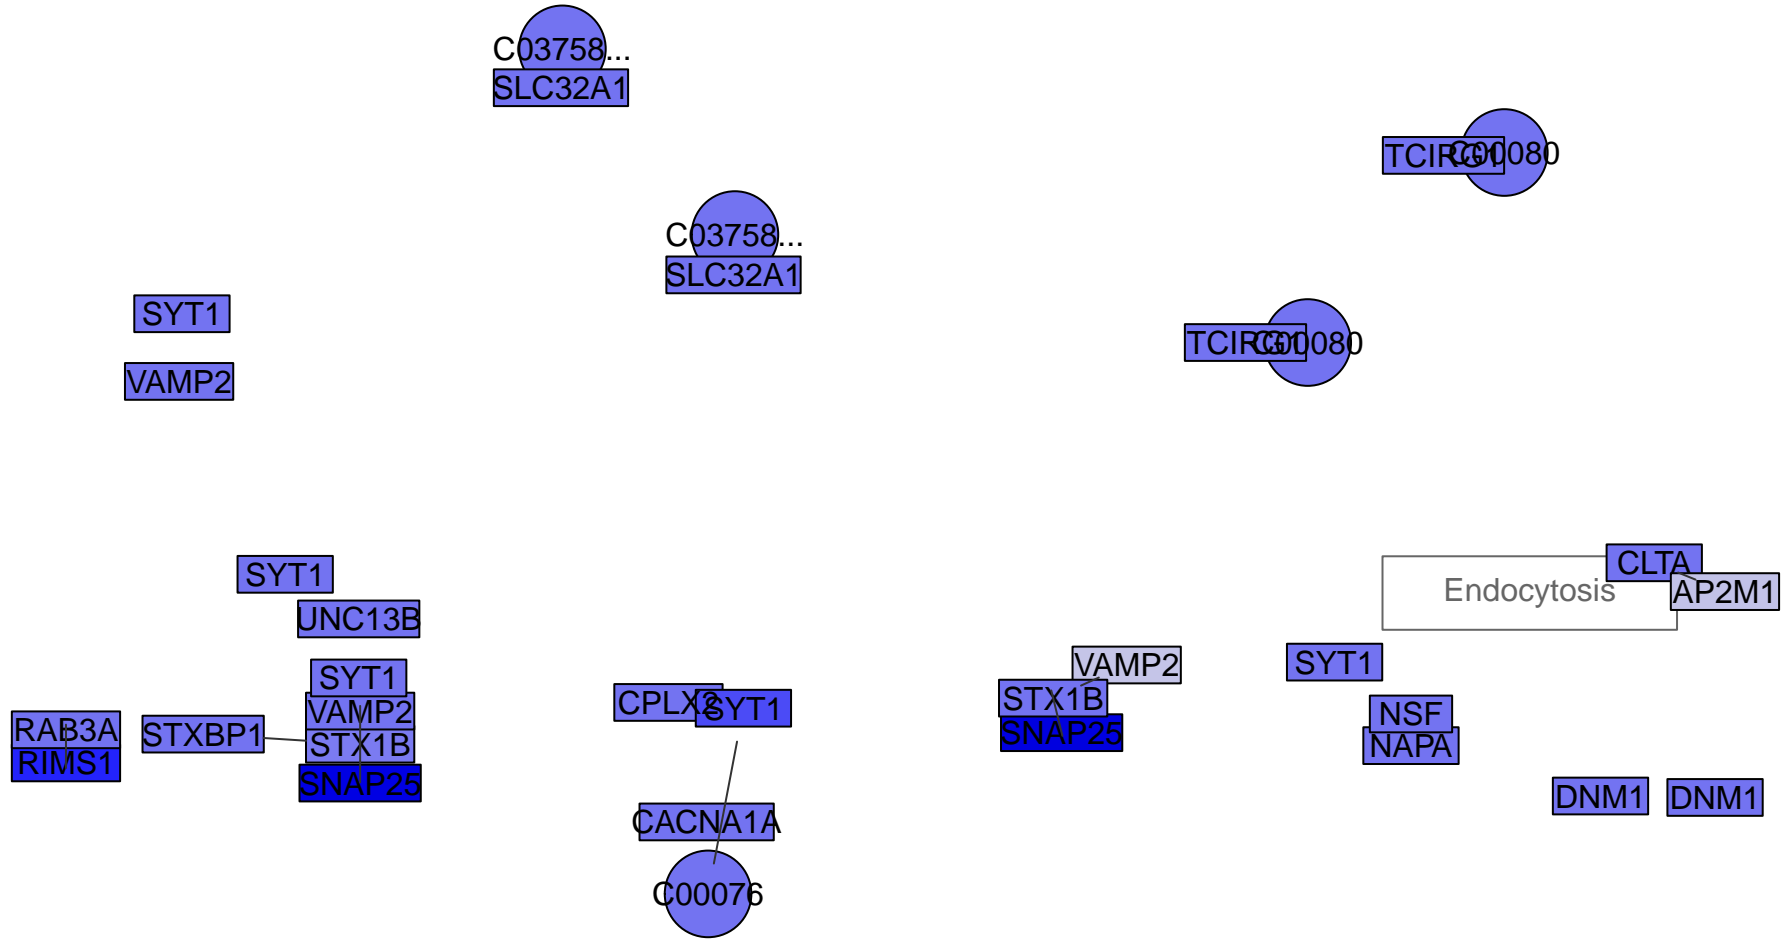 C03758...
SLC32A1
TCIRG1
C00080
C03758...
SLC32A1
SYT1
TCIRG1
C00080
VAMP2
SYT1
CLTA
Endocytosis
AP2M1
UNC13B
SYT1
VAMP2
SYT1
STX1B
CPLX2
SYT1
VAMP2
NSF
RAB3A
STXBP1
STX1B
SNAP25
NAPA
RIMS1
SNAP25
DNM1
DNM1
CACNA1A
C00076